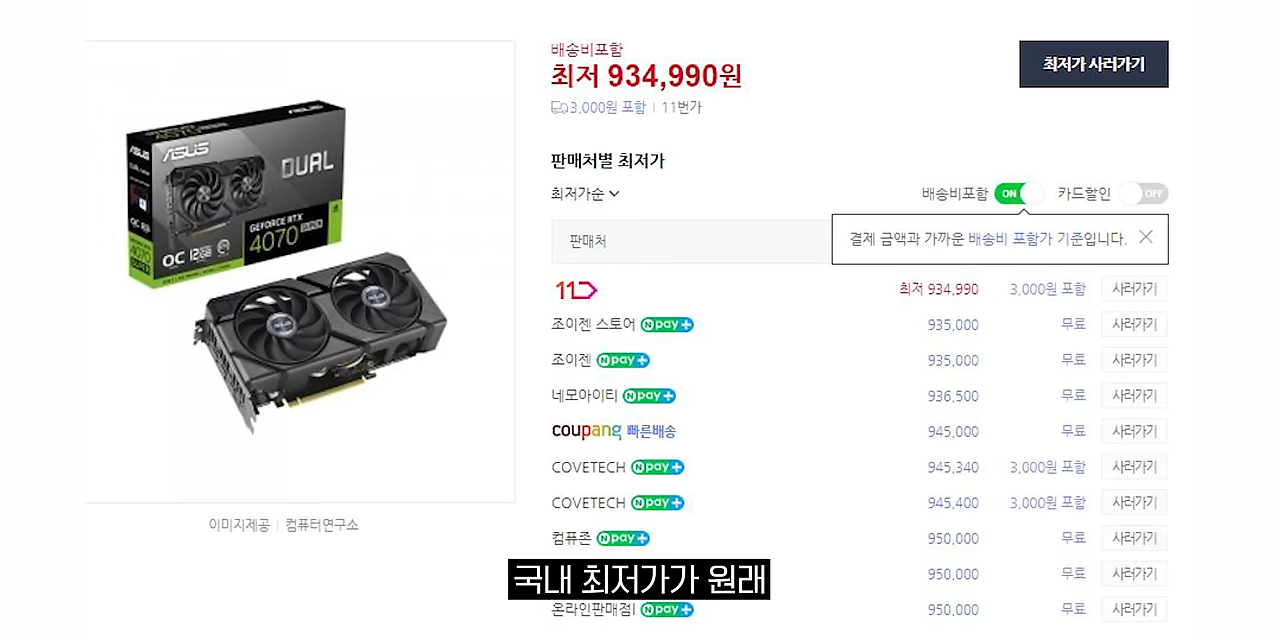 배송비포함
최저 934,990원
3,000원 포함 | 11번가
최저가 사러가기
판매처별 최저가
최저가순
배송비포함 ON 카드할인 OFF
판매처
결제 금액과 가까운 배송비 포함가 기준입니다.
11 최저 934,990 3,000원 포함 사러가기
조이젠 스토어 N pay+ 935,000 무료 사러가기
조이젠 N pay+ 935,000 무료 사러가기
네모아이티 N pay+ 936,500 무료 사러가기
coupang 빠른배송 945,000 무료 사러가기
COVETECH N pay+ 945,340 3,000원 포함 사러가기
COVETECH N pay+ 945,400 3,000원 포함 사러가기
컴퓨존 N pay+ 950,000 무료 사러가기
950,000 무료 사러가기
온라인판매점I N pay+ 950,000 무료 사러가기
ASUS
ASUS
DUAL
GEFORCE RTX
4070 SUPER
OC 12GB
4070
SUPER
이미지제공 | 컴퓨터연구소
국내 최저가가 원래